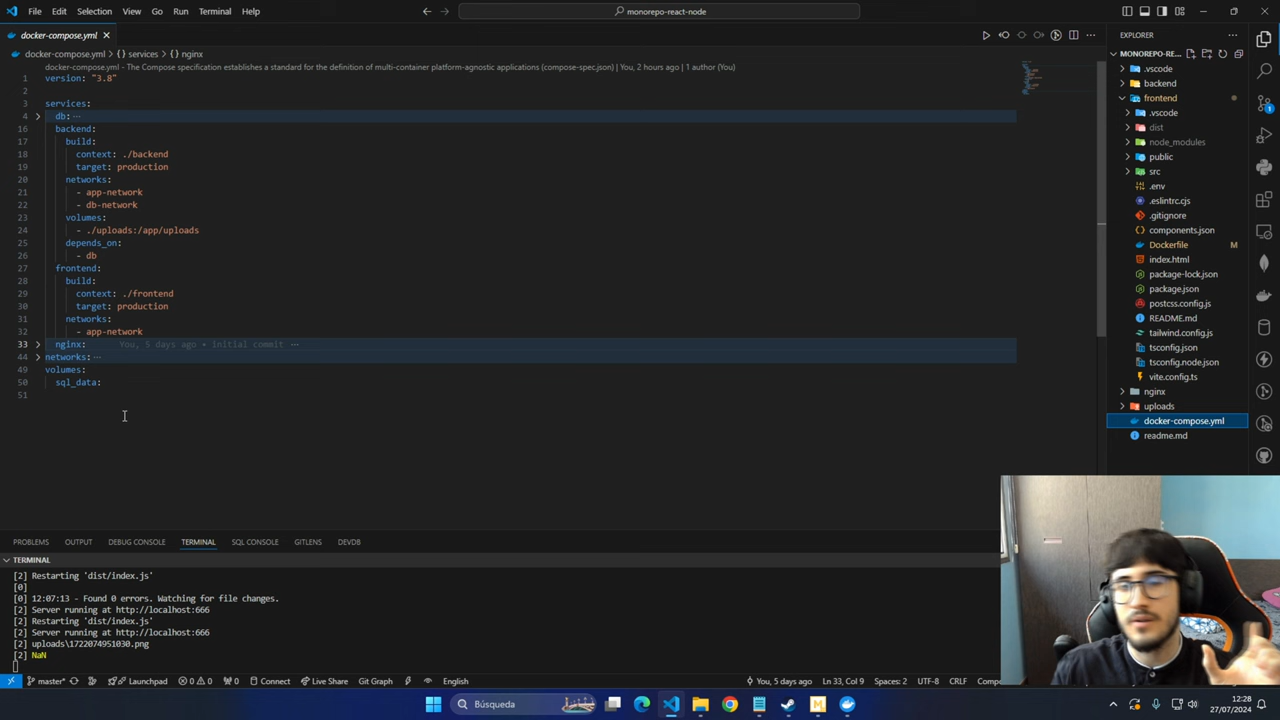 File Edit Selection View Go Run Terminal Help
monorepo-react-node
docker-compose.yml
docker-compose.yml > {} services > {} nginx
docker-compose.yml - The Compose specification establishes a standard for the definition of multi-container platform-agnostic applications (compose-spec.json) | You, 2 hours ago | 1 author (You)
1 version: "3.8"
2
3 services:
4 db: ...
16 backend:
17 build:
18 context: ./backend
19 target: production
20 networks:
21 - app-network
22 - db-network
23 volumes:
24 - ./uploads:/app/uploads
25 depends_on:
26 - db
27 frontend:
28 build:
29 context: ./frontend
30 target: production
31 networks:
32 - app-network
33 nginx: You, 5 days ago • initial commit ...
44 networks: ...
49 volumes:
50 sql_data:
51
EXPLORER
MONOREPO-RE...
.vscode
backend
frontend
.vscode
dist
node_modules
public
src
.env
.eslintrc.cjs
.gitignore
components.json
Dockerfile M
index.html
package-lock.json
package.json
postcss.config.js
README.md
tailwind.config.js
tsconfig.json
tsconfig.node.json
vite.config.ts
nginx
uploads
docker-compose.yml
readme.md
PROBLEMS OUTPUT DEBUG CONSOLE TERMINAL SQL CONSOLE GITLENS DEVDB
TERMINAL
[2] Restarting 'dist/index.js'
[0]
[0] 12:07:13 - Found 0 errors. Watching for file changes.
[2] Server running at http://localhost:666
[2] Restarting 'dist/index.js'
[2] Server running at http://localhost:666
[2] uploads\1722074951030.png
[2] NaN
master* Launchpad 0 0 0 Connect Live Share Git Graph English You, 5 days ago Ln 33, Col 9 Spaces: 2 UTF-8 CRLF
Búsqueda
12:28
27/07/2024